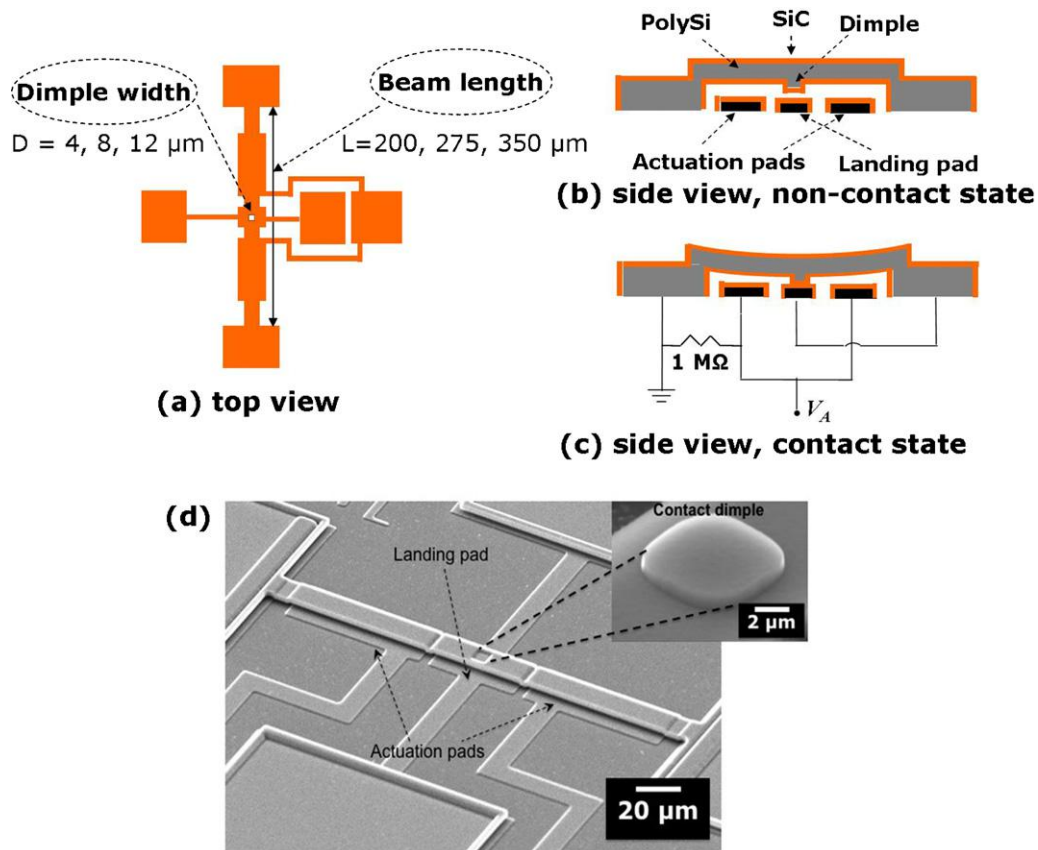 Dimple width
D = 4, 8, 12 µm
Beam length
L=200, 275, 350 µm
(a) top view
PolySi
SiC
Dimple
Actuation pads
Landing pad
(b) side view, non-contact state
1 MΩ
V_A
(c) side view, contact state
(d)
Contact dimple
2 µm
Landing pad
Actuation pads
20 µm